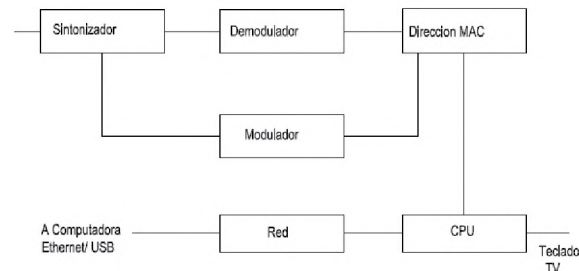 Sintonizador
Demodulador
Direccion MAC
Modulador
A Computadora
Ethernet/ USB
Red
CPU
Teclado
TV